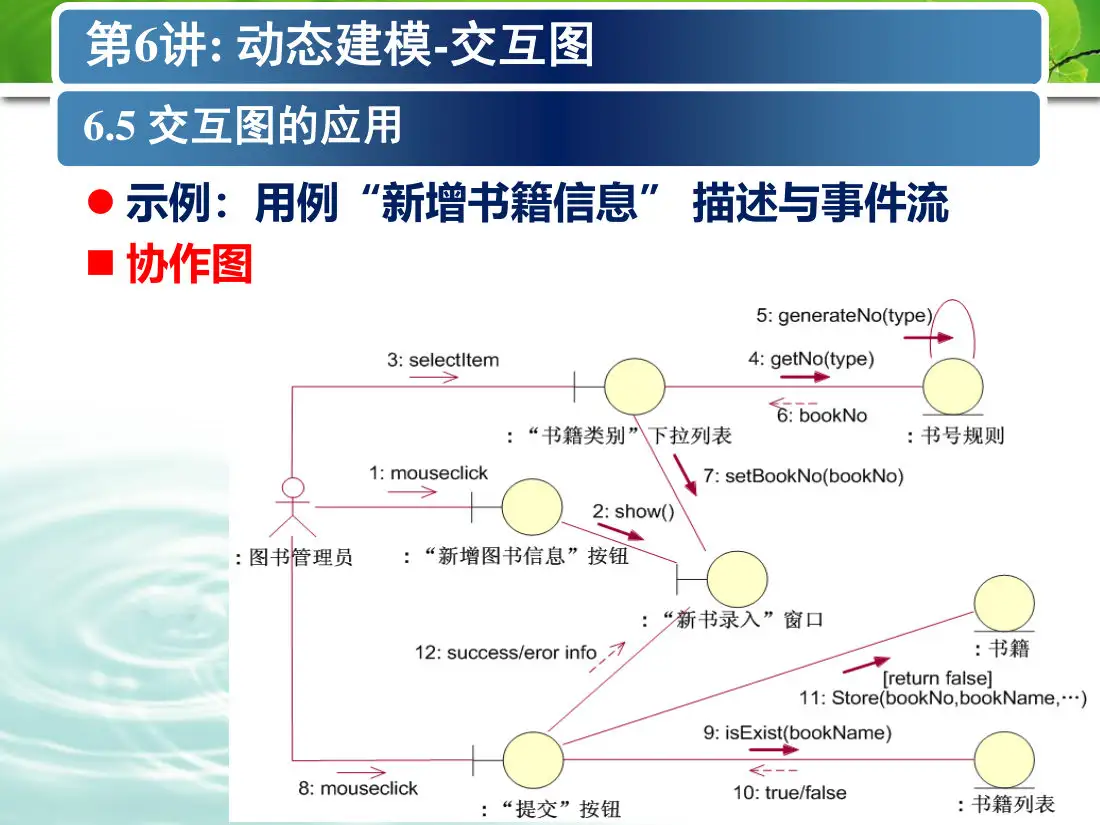 第6讲: 动态建模-交互图
6.5 交互图的应用
示例：用例“新增书籍信息” 描述与事件流
协作图
5: generateNo(type)
3: selectItem
4: getNo(type)
6: bookNo
: “书籍类别”下拉列表
: 书号规则
1: mouseclick
7: setBookNo(bookNo)
2: show()
: 图书管理员
: “新增图书信息”按钮
: “新书录入”窗口
12: success/eror info
: 书籍
[return false]
11: Store(bookNo,bookName,…)
9: isExist(bookName)
8: mouseclick
10: true/false
: “提交”按钮
: 书籍列表